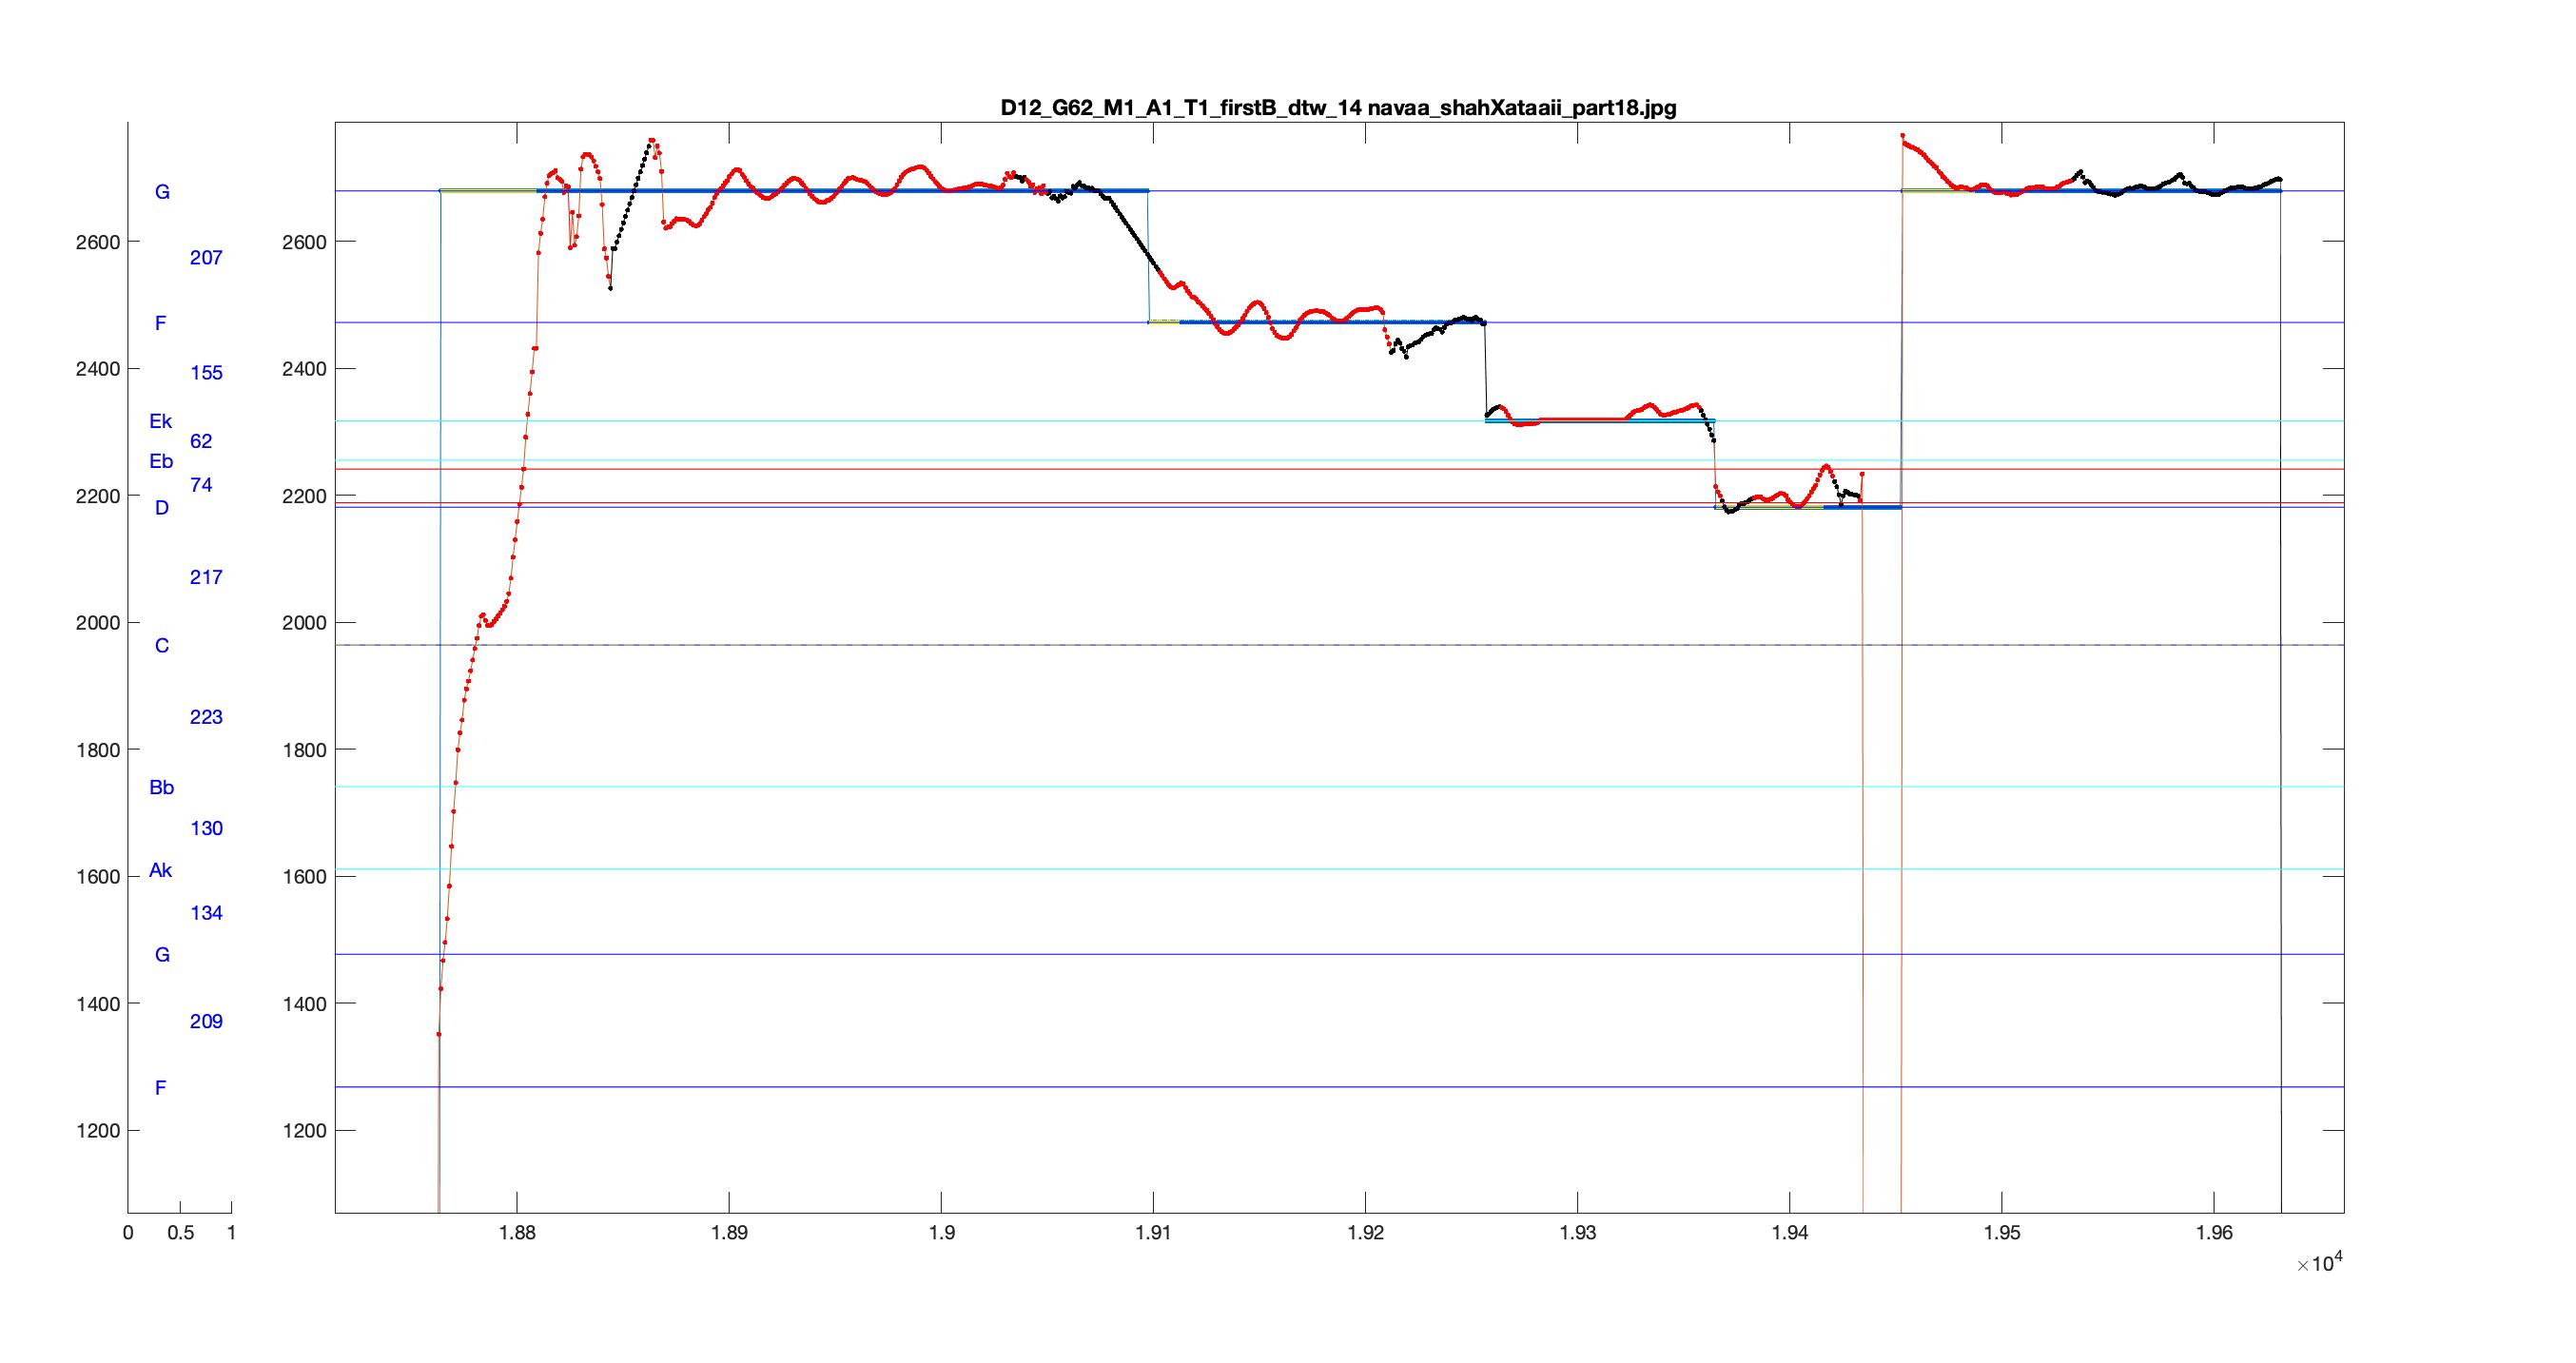 D12_G62_M1_A1_T1_firstB_dtw_14 navaa_shahXataaii_part18.jpg
G
2600 2600
207
F
2400 2400
155
Ek
62
Eb
74
2200 2200
D
217
2000 2000
C
223
1800 1800
Bb
130
Ak
1600 1600
134
G
1400 1400
209
F
1200 1200
0 0.5 1 1.88 1.89 1.9 1.91 1.92 1.93 1.94 1.95 1.96
×10^4